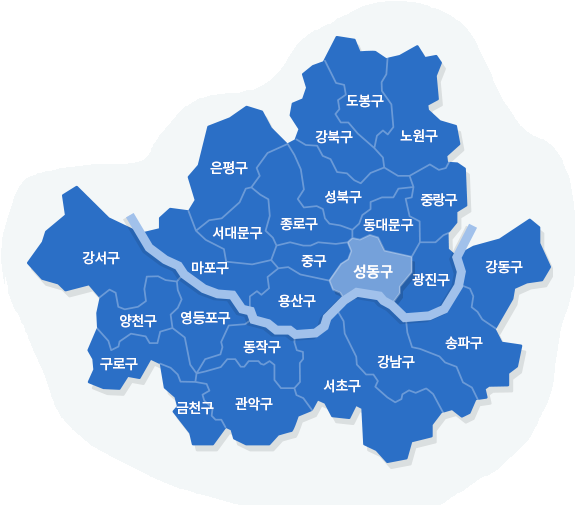 도봉구
강북구
노원구
은평구
성북구
중랑구
서대문구
종로구
동대문구
강서구
마포구
중구
성동구
광진구
강동구
양천구
영등포구
용산구
구로구
동작구
강남구
송파구
금천구
관악구
서초구